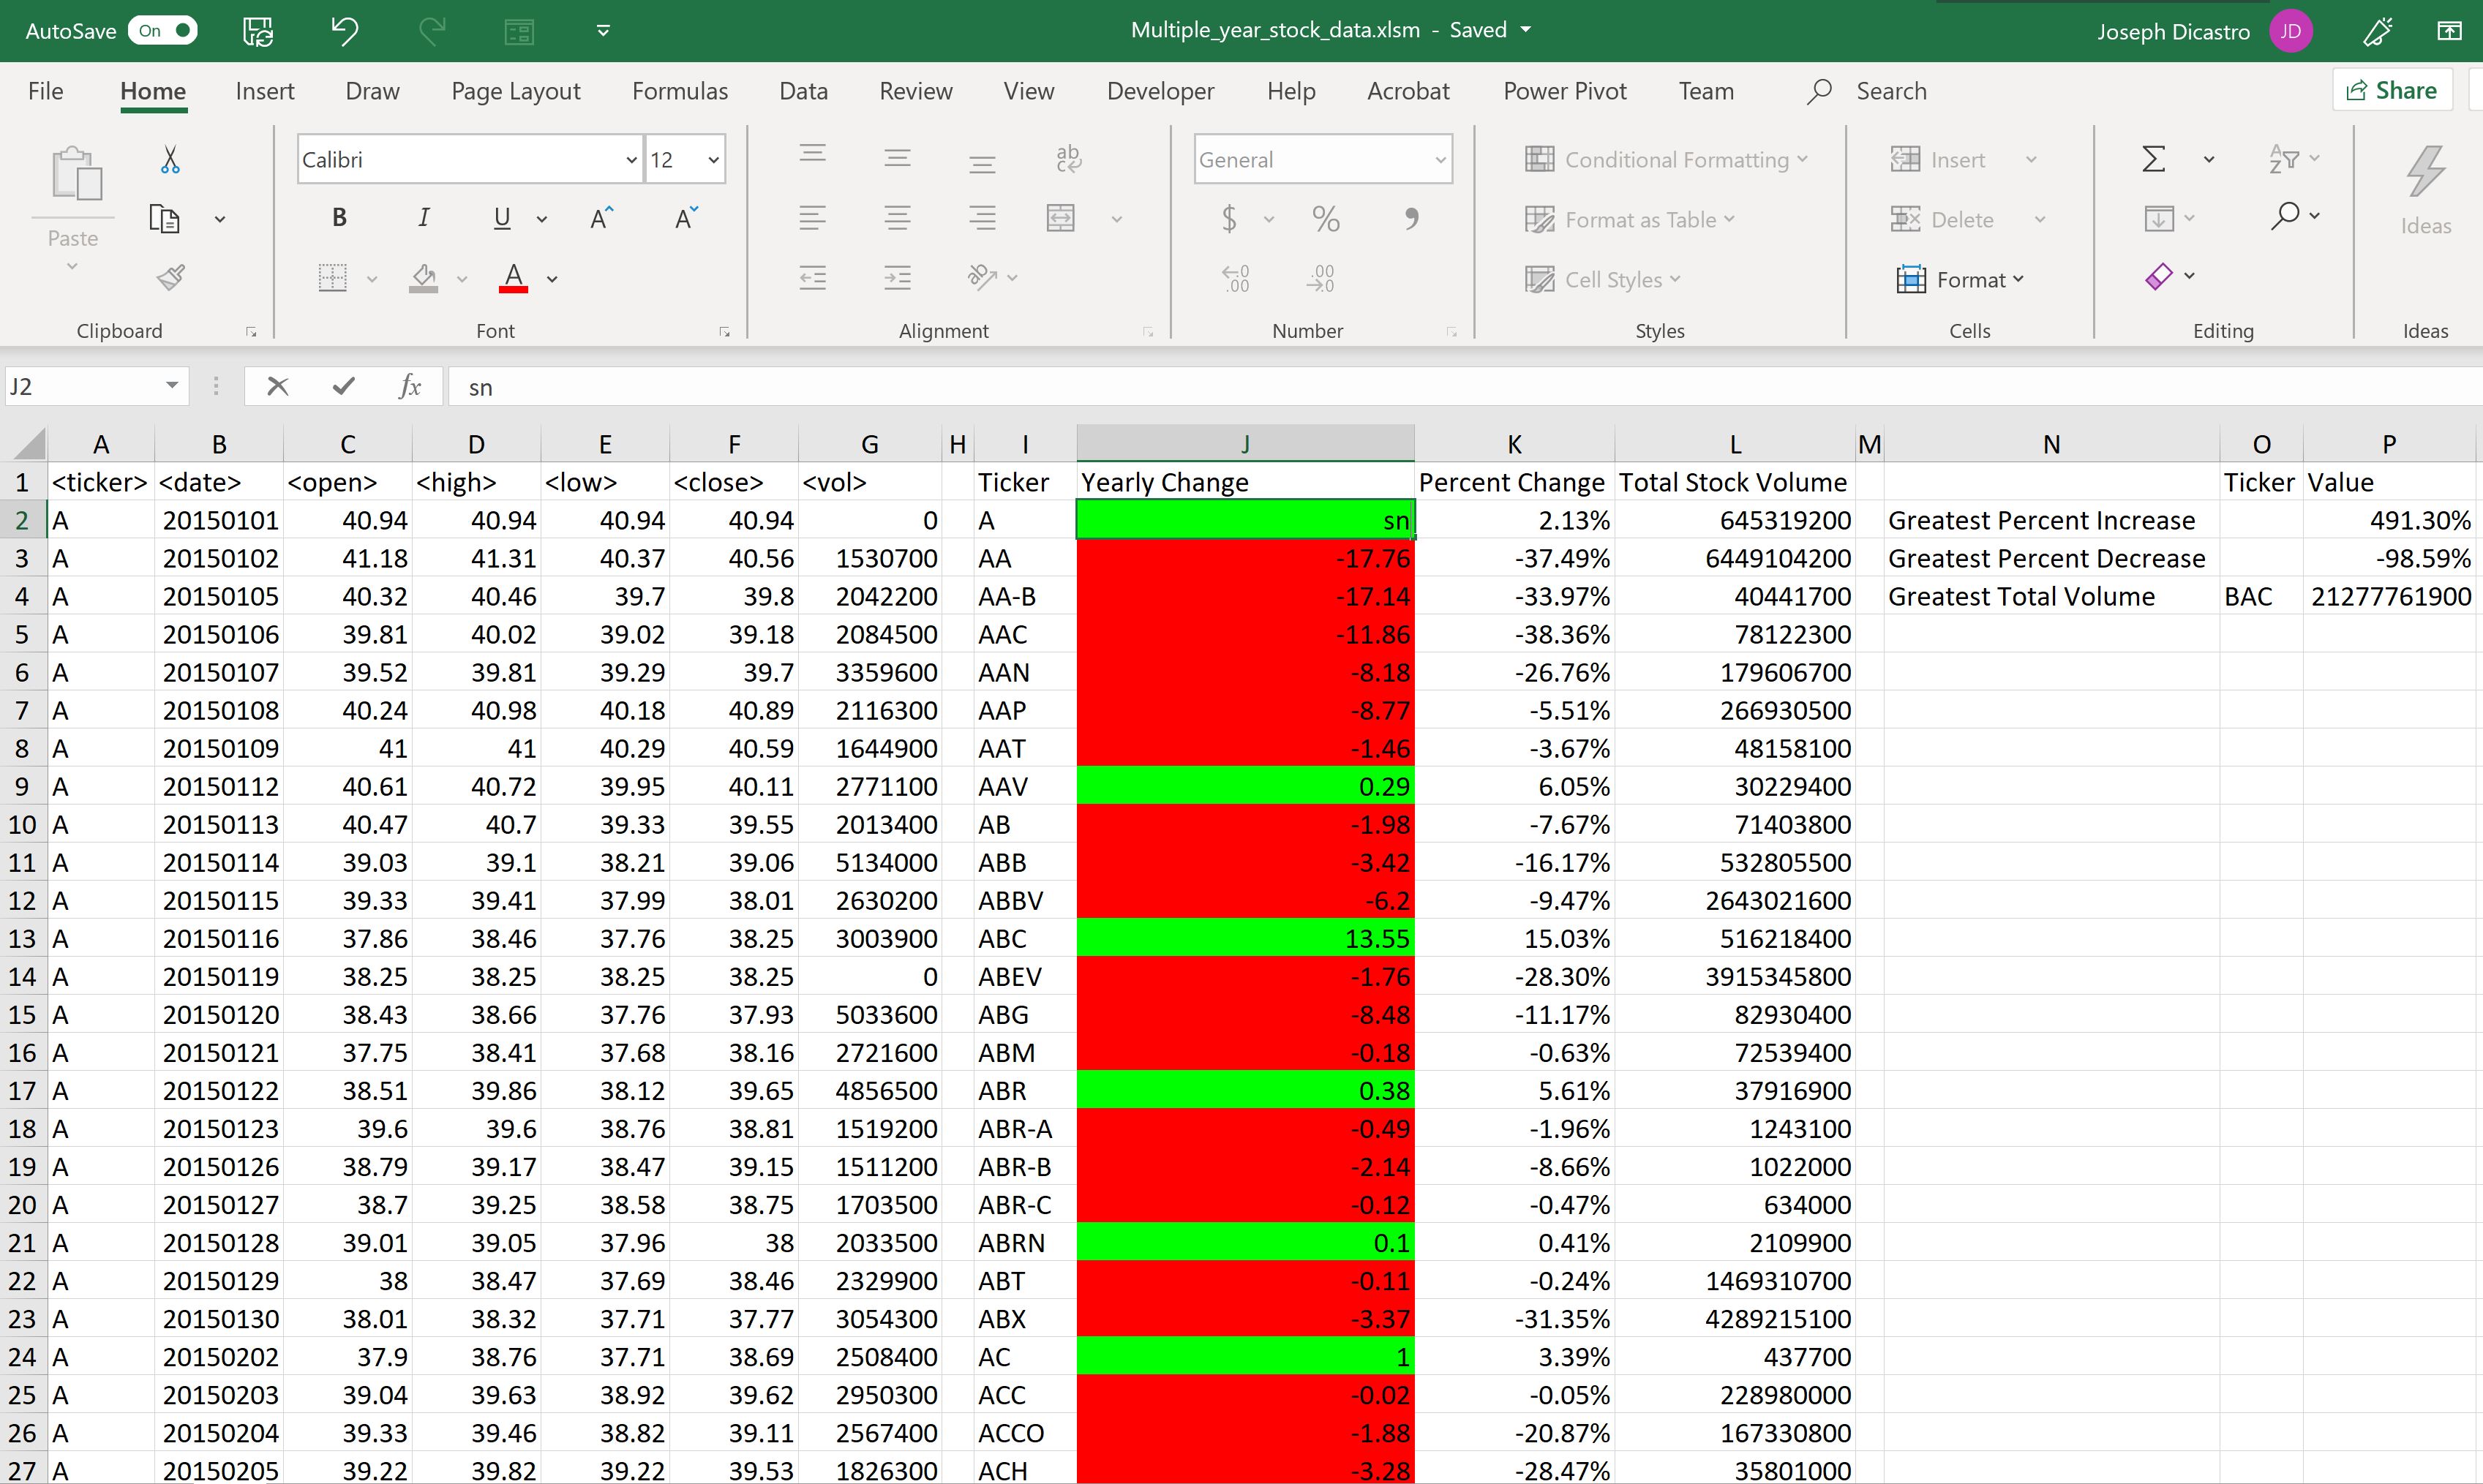 AutoSave On Multiple_year_stock_data.xlsm - Saved Joseph Dicastro JD
File Home Insert Draw Page Layout Formulas Data Review View Developer Help Acrobat Power Pivot Team Search Share
Calibri 12 General Conditional Formatting Insert
Paste B I U Format as Table Delete Ideas
Cell Styles Format
Clipboard Font Alignment Number Styles Cells Editing Ideas
J2 fx sn
A B C D E F G H I J K L M N O P
1 <ticker> <date> <open> <high> <low> <close> <vol> Ticker Yearly Change Percent Change Total Stock Volume Ticker Value
2 A 20150101 40.94 40.94 40.94 40.94 0 A sn 2.13% 645319200 Greatest Percent Increase 491.30%
3 A 20150102 41.18 41.31 40.37 40.56 1530700 AA -17.76 -37.49% 6449104200 Greatest Percent Decrease -98.59%
4 A 20150105 40.32 40.46 39.7 39.8 2042200 AA-B -17.14 -33.97% 40441700 Greatest Total Volume BAC 21277761900
5 A 20150106 39.81 40.02 39.02 39.18 2084500 AAC -11.86 -38.36% 78122300
6 A 20150107 39.52 39.81 39.29 39.7 3359600 AAN -8.18 -26.76% 179606700
7 A 20150108 40.24 40.98 40.18 40.89 2116300 AAP -8.77 -5.51% 266930500
8 A 20150109 41 41 40.29 40.59 1644900 AAT -1.46 -3.67% 48158100
9 A 20150112 40.61 40.72 39.95 40.11 2771100 AAV 0.29 6.05% 30229400
10 A 20150113 40.47 40.7 39.33 39.55 2013400 AB -1.98 -7.67% 71403800
11 A 20150114 39.03 39.1 38.21 39.06 5134000 ABB -3.42 -16.17% 532805500
12 A 20150115 39.33 39.41 37.99 38.01 2630200 ABBV -6.2 -9.47% 2643021600
13 A 20150116 37.86 38.46 37.76 38.25 3003900 ABC 13.55 15.03% 516218400
14 A 20150119 38.25 38.25 38.25 38.25 0 ABEV -1.76 -28.30% 3915345800
15 A 20150120 38.43 38.66 37.76 37.93 5033600 ABG -8.48 -11.17% 82930400
16 A 20150121 37.75 38.41 37.68 38.16 2721600 ABM -0.18 -0.63% 72539400
17 A 20150122 38.51 39.86 38.12 39.65 4856500 ABR 0.38 5.61% 37916900
18 A 20150123 39.6 39.6 38.76 38.81 1519200 ABR-A -0.49 -1.96% 1243100
19 A 20150126 38.79 39.17 38.47 39.15 1511200 ABR-B -2.14 -8.66% 1022000
20 A 20150127 38.7 39.25 38.58 38.75 1703500 ABR-C -0.12 -0.47% 634000
21 A 20150128 39.01 39.05 37.96 38 2033500 ABRN 0.1 0.41% 2109900
22 A 20150129 38 38.47 37.69 38.46 2329900 ABT -0.11 -0.24% 1469310700
23 A 20150130 38.01 38.32 37.71 37.77 3054300 ABX -3.37 -31.35% 4289215100
24 A 20150202 37.9 38.76 37.71 38.69 2508400 AC 1 3.39% 437700
25 A 20150203 39.04 39.63 38.92 39.62 2950300 ACC -0.02 -0.05% 228980000
26 A 20150204 39.33 39.46 38.82 39.11 2567400 ACCO -1.88 -20.87% 167330800
27 A 20150205 39.22 39.82 39.22 39.53 1826300 ACH -3.28 -28.47% 35801000